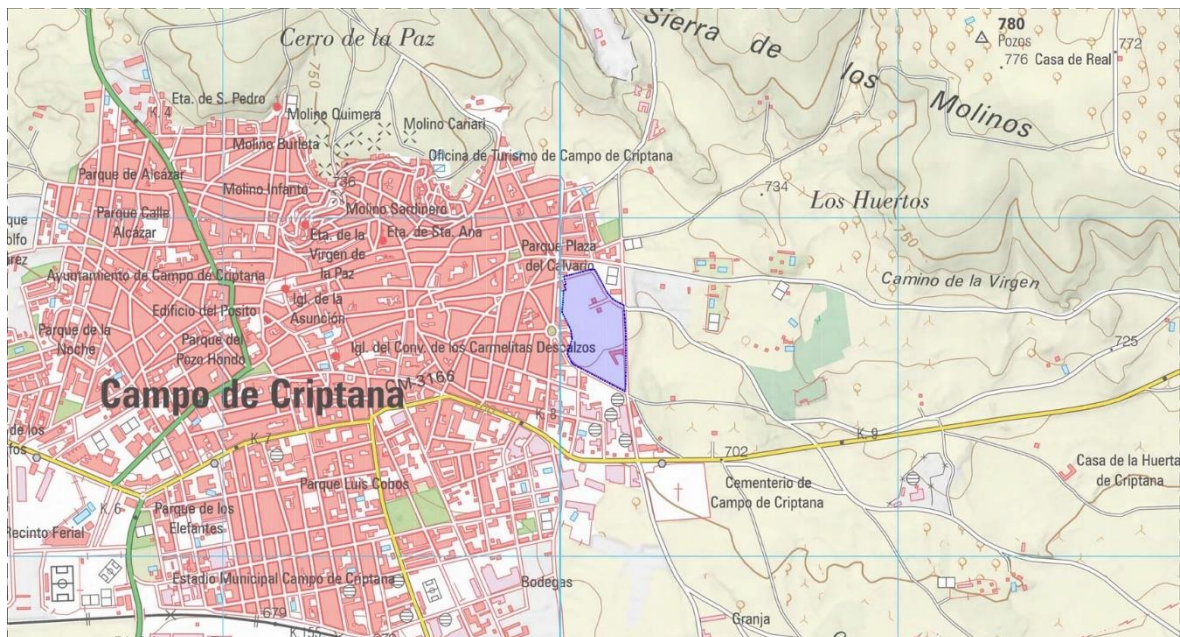 Cerro de la Paz
750
Sierra de
los
Molinos
780
Pozos
776 Casa de Real
772
Eta. de S. Pedro
K. 4
Molino Quimera
Molino Cañari
Molino Burleta
Oficina de Turismo de Campo de Criptana
Parque de Alcázar
Molino Infanto
736
734
Los Huertos
Parque Calle
Alcázar
Molino Sardinero
Eta. de la
Virgen de
la Paz
Eta. de Sta. Ana
Parque Plaza
del Calvario
750
Ayuntamiento de Campo de Criptana
Camino de la Virgen
Edificio del Pósito
Igl. de la
Asunción
Parque de la
Noche
Parque del
Pozo Hondo
Igl. del Conv. de los Carmelitas Descalzos
725
Campo de Criptana
CM-3166
K. 8
K. 9
K. 7
702
Parque Luis Cobos
Cementerio de
Campo de Criptana
Casa de la Huerta
de Criptana
K. 6
Parque de los
Elefantes
Recinto Ferial
Estadio Municipal Campo de Criptana
Bodegas
679
Granja